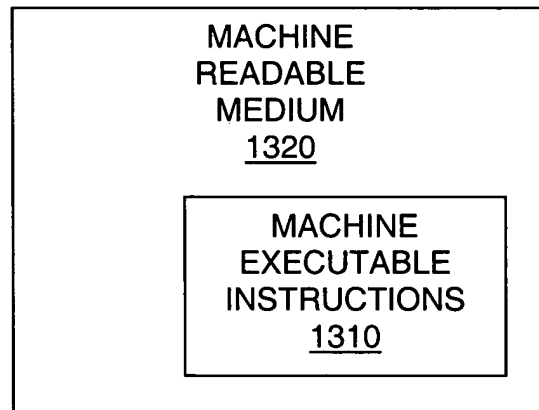 MACHINE
READABLE
MEDIUM
1320
MACHINE
EXECUTABLE
INSTRUCTIONS
1310